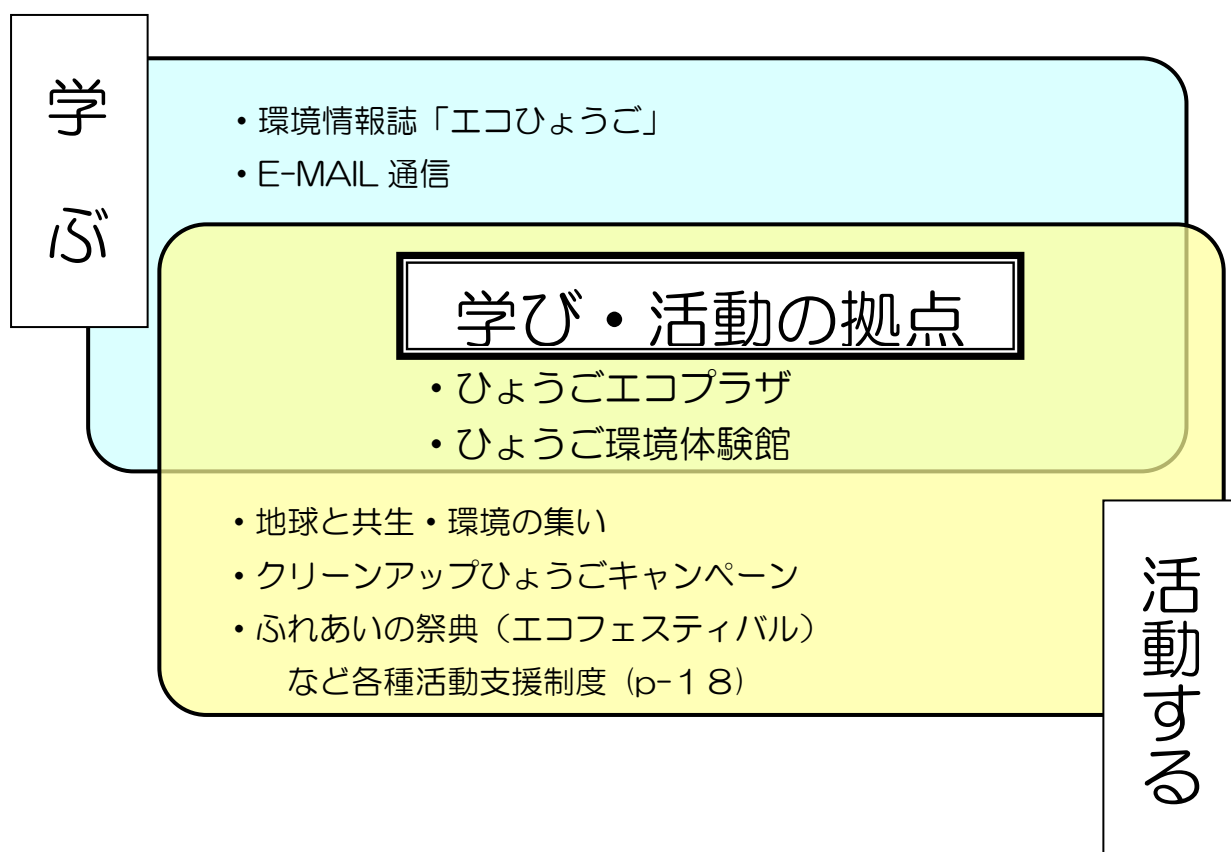 学ぶ
・環境情報誌「エコひょうご」
・E-MAIL 通信
学び・活動の拠点
・ひょうごエコプラザ
・ひょうご環境体験館
・地球と共生・環境の集い
・クリーンアップひょうごキャンペーン
・ふれあいの祭典（エコフェスティバル）
など各種活動支援制度（p-１８）
活動する